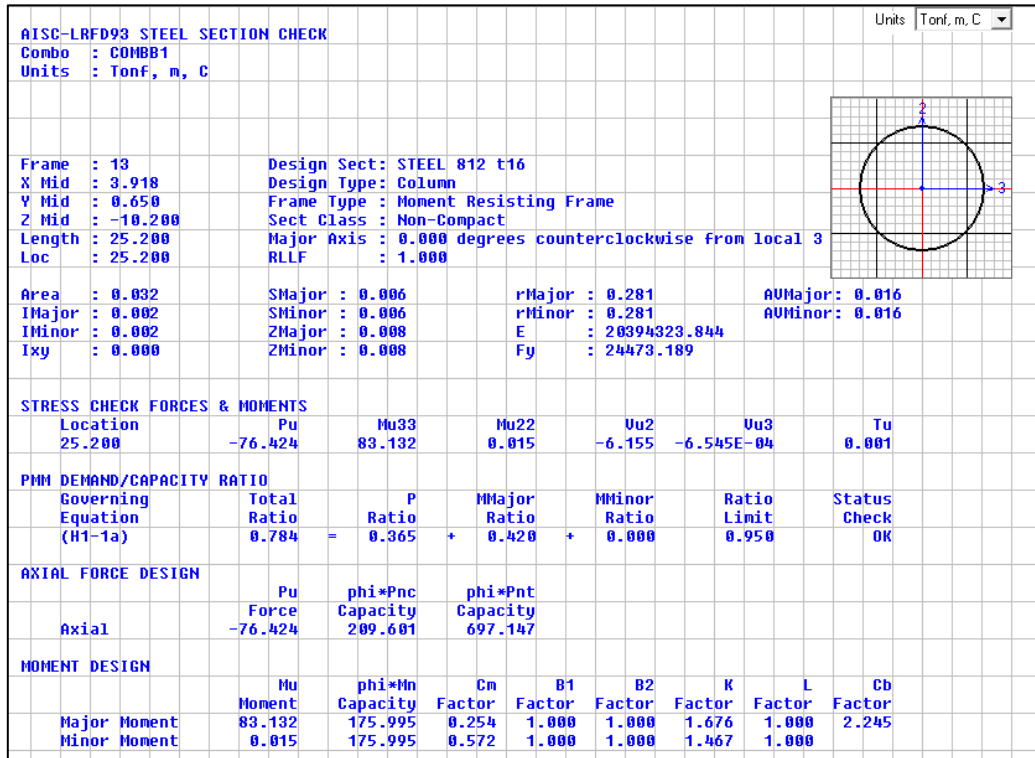 Units Tonf, m, C
AISC-LRFD93 STEEL SECTION CHECK
Combo : COMBB1
Units : Tonf, m, C
2
3
Frame : 13 Design Sect: STEEL 812 t16
X Mid : 3.918 Design Type: Column
Y Mid : 0.650 Frame Type : Moment Resisting Frame
Z Mid : -10.200 Sect Class : Non-Compact
Length : 25.200 Major Axis : 0.000 degrees counterclockwise from local 3
Loc : 25.200 RLLF : 1.000
Area : 0.032 SMajor : 0.006 rMajor : 0.281 AVMajor: 0.016
IMajor : 0.002 SMinor : 0.006 rMinor : 0.281 AVMinor: 0.016
IMinor : 0.002 ZMajor : 0.008 E : 20394323.844
Ixy : 0.000 ZMinor : 0.008 Fy : 24473.189
STRESS CHECK FORCES & MOMENTS
Location Pu Mu33 Mu22 Vu2 Vu3 Tu
25.200 -76.424 83.132 0.015 -6.155 -6.545E-04 0.001
PMM DEMAND/CAPACITY RATIO
Governing Total P MMajor MMinor Ratio Status
Equation Ratio Ratio Ratio Ratio Limit Check
(H1-1a) 0.784 = 0.365 + 0.420 + 0.000 0.950 OK
AXIAL FORCE DESIGN
Pu phi*Pnc phi*Pnt
Force Capacity Capacity
Axial -76.424 209.601 697.147
MOMENT DESIGN
Mu phi*Mn Cm B1 B2 K L Cb
Moment Capacity Factor Factor Factor Factor Factor Factor
Major Moment 83.132 175.995 0.254 1.000 1.000 1.676 1.000 2.245
Minor Moment 0.015 175.995 0.572 1.000 1.000 1.467 1.000